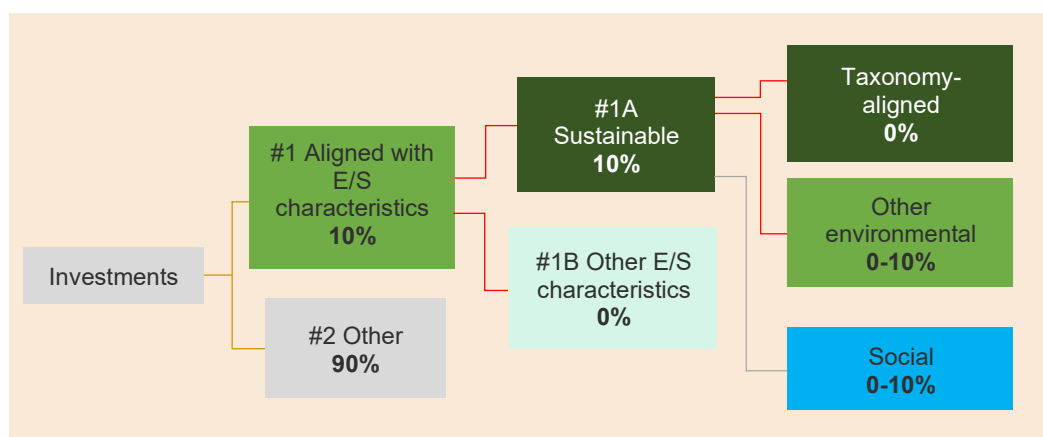 Investments
#1 Aligned with
E/S
characteristics
10%
#2 Other
90%
#1A
Sustainable
10%
#1B Other E/S
characteristics
0%
Taxonomy-
aligned
0%
Other
environmental
0-10%
Social
0-10%